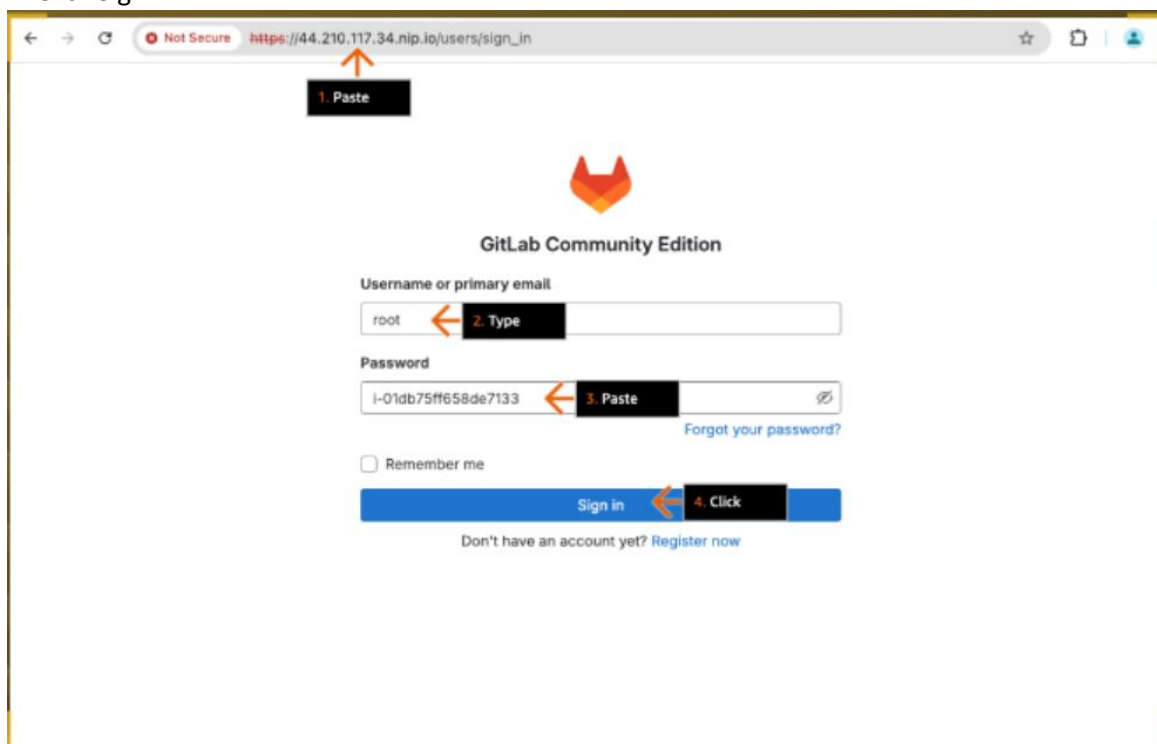 Not Secure https://44.210.117.34.nip.io/users/sign_in
1. Paste
GitLab Community Edition
Username or primary email
root 2. Type
Password
i-01db75ff658de7133 3. Paste
Forgot your password?
Remember me
Sign in 4. Click
Don't have an account yet? Register now